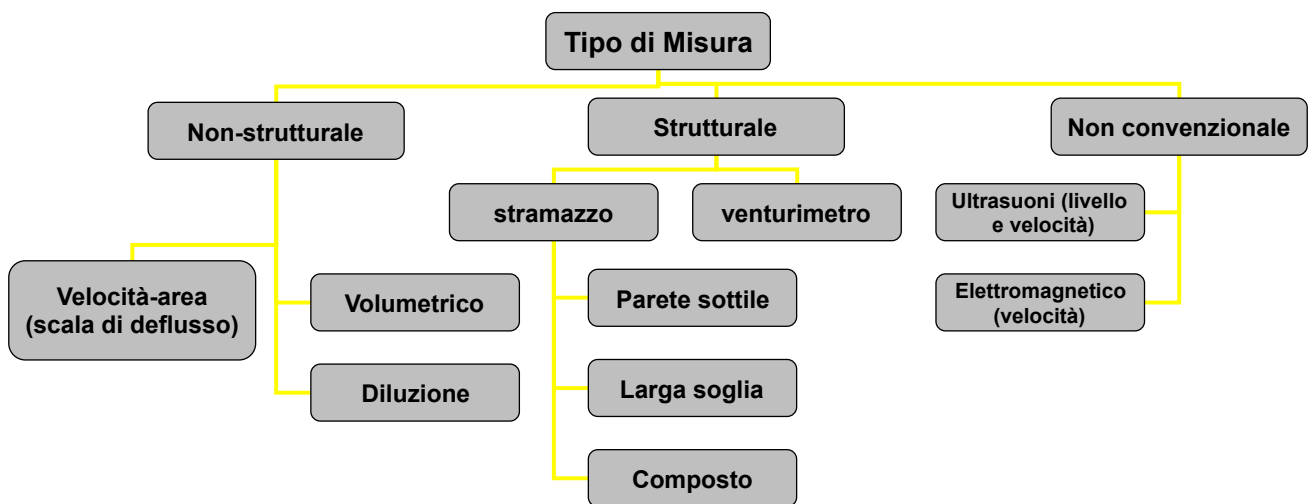 Tipo di Misura
Non-strutturale
Strutturale
Non convenzionale
stramazzo
venturimetro
Ultrasuoni (livello
e velocità)
Velocità-area
(scala di deflusso)
Volumetrico
Parete sottile
Elettromagnetico
(velocità)
Diluzione
Larga soglia
Composto